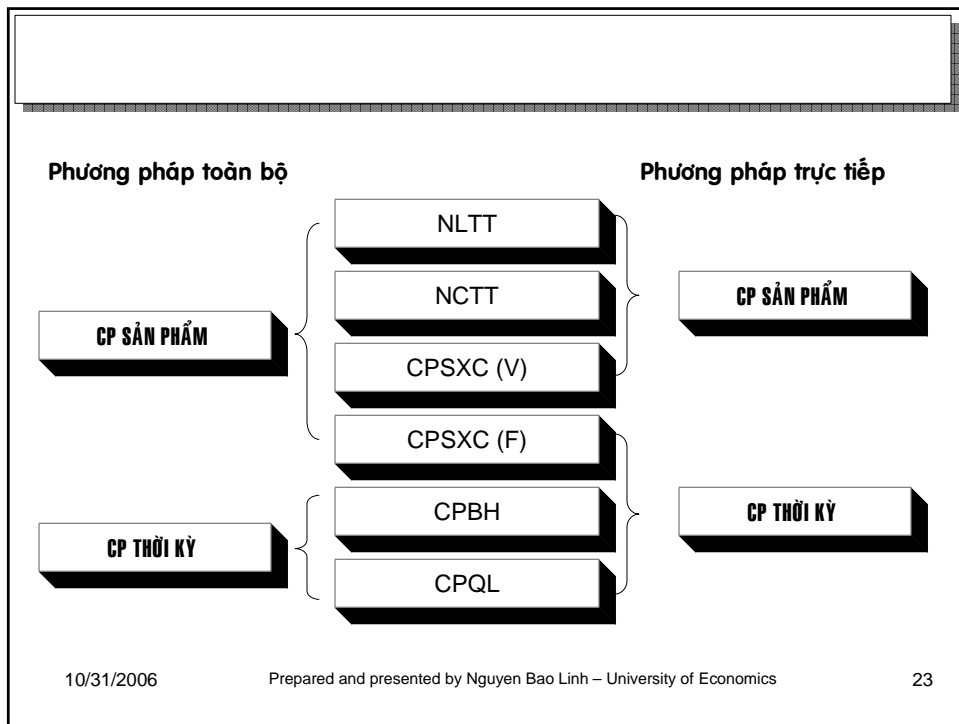 Phương pháp toàn bộ
Phương pháp trực tiếp
NLTT
NCTT
CP SẢN PHẨM
CP SẢN PHẨM
CPSXC (V)
CPSXC (F)
CPBH
CP THỜI KỲ
CP THỜI KỲ
CPQL
10/31/2006
Prepared and presented by Nguyen Bao Linh – University of Economics
23